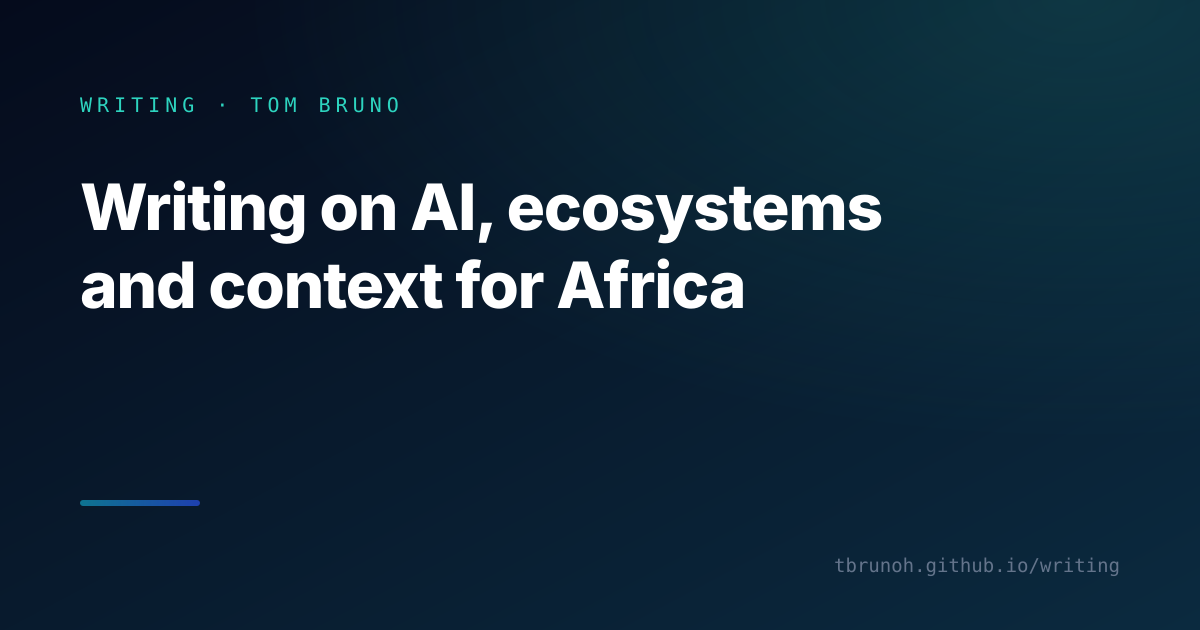 WRITING · TOM BRUNO
Writing on AI, ecosystems
and context for Africa
tbrunoh.github.io/writing